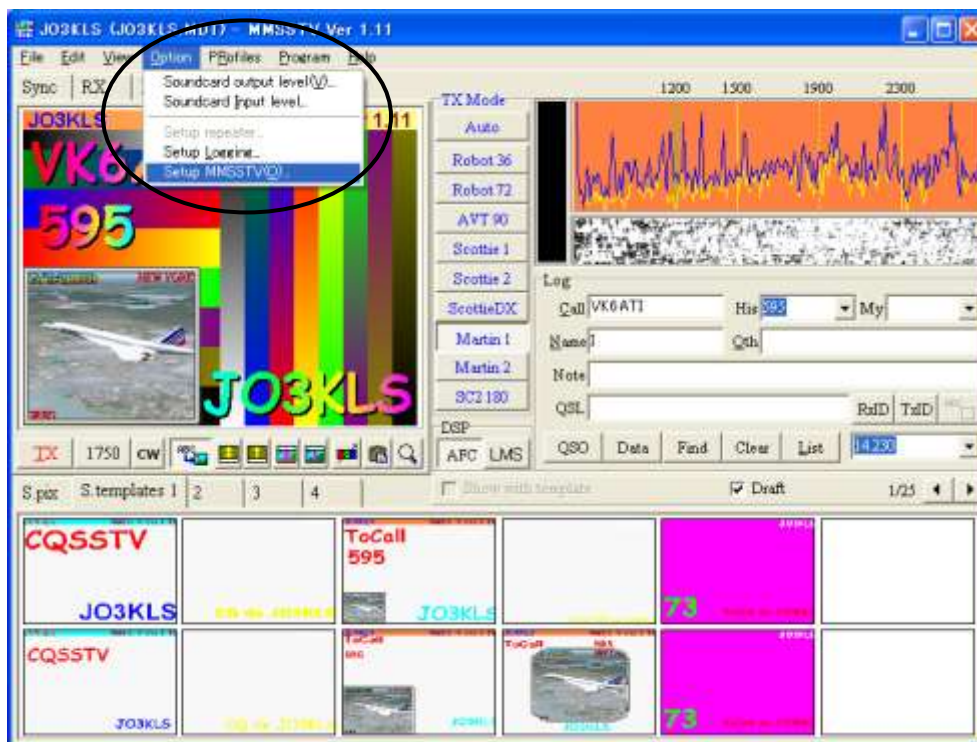 JO3KLS (JO3KLS MDT) - MMSSTV Ver 1.11
File Edit View Option PRofiles Program Help
Sync RX
Soundcard output level(V)...
Soundcard Input level...
Setup repeater...
Setup Logging...
Setup MMSSTV(O)...
1200 1500 1900 2300
JO3KLS 1.11
VK6
595
NEW YORK
JO3KLS
TX Mode
Auto
Robot 36
Robot 72
AVT 90
Scottie 1
Scottie 2
ScottieDX
Martin 1
Martin 2
SC2 180
DSP
AFC LMS
Log
Call VK6ATI His 595 My
Name Qth
Note
QSL RxID TxID
QSO Data Find Clear List 14230
TX 1750 CW
S.pix S.templates 1 2 3 4
Show with template Draft 1/25
CQSSTV
JO3KLS
ToCall
595
JO3KLS
73
CQSSTV
JO3KLS
ToCall
ToCall
73